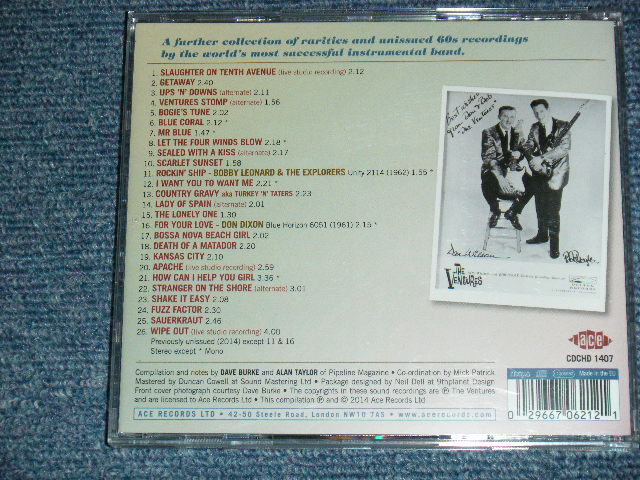 A further collection of rarities and unissued 60s recordings
by the world's most successful instrumental band.
1. SLAUGHTER ON TENTH AVENUE (live studio recording) 2.12
2. GETAWAY 2.40
3. UPS 'N' DOWNS (alternate) 2.11
4. VENTURES STOMP (alternate) 1.56
5. BOGIE'S TUNE 2.02
6. BLUE CORAL 2.12 *
7. MR BLUE 1.47 *
8. LET THE FOUR WINDS BLOW 2.18 *
9. SEALED WITH A KISS (alternate) 2.17
10. SCARLET SUNSET 1.58
11. ROCKIN' SHIP - BOBBY LEONARD & THE EXPLORERS Unity 2114 (1962) 1.55 *
12. I WANT YOU TO WANT ME 2.21 *
13. COUNTRY GRAVY aka TURKEY 'N' TATERS 2.23
14. LADY OF SPAIN (alternate) 2.01
15. THE LONELY ONE 1.30
16. FOR YOUR LOVE - DON DIXON Blue Horizon 6051 (1961) 2.15 *
17. BOSSA NOVA BEACH GIRL 2.02
18. DEATH OF A MATADOR 2.20
19. KANSAS CITY 2.10
20. APACHE (live studio recording) 2.59
21. HOW CAN I HELP YOU GIRL 3.36 *
22. STRANGER ON THE SHORE (alternate) 3.01
23. SHAKE IT EASY 2.08
24. FUZZ FACTOR 2.30
25. SAUERKRAUT 2.46
26. WIPE OUT (live studio recording) 4.00
Previously unissued (2014) except 11 & 16
Stereo except * Mono
Best wishes
from Don & Bob
"The Ventures"
Don Wilson
Bob Bogle
THE VENTURES
ace
CDCHD 1407
Compilation and notes by DAVE BURKE and ALAN TAYLOR of Pipeline Magazine • Co-ordination by Mick Patrick
Mastered by Duncan Cowell at Sound Mastering Ltd • Package designed by Neil Dell at 9thplanet Design
Front cover photograph courtesy Dave Burke • The copyrights in these sound recordings are ℗ The Ventures
and are licensed to Ace Records Ltd • This compilation ℗ and © 2014 Ace Records Ltd
ACE RECORDS LTD • 42-50 Steele Road, London NW10 7AS • www.acerecords.com
Made in the EU
0 29667 06212 1